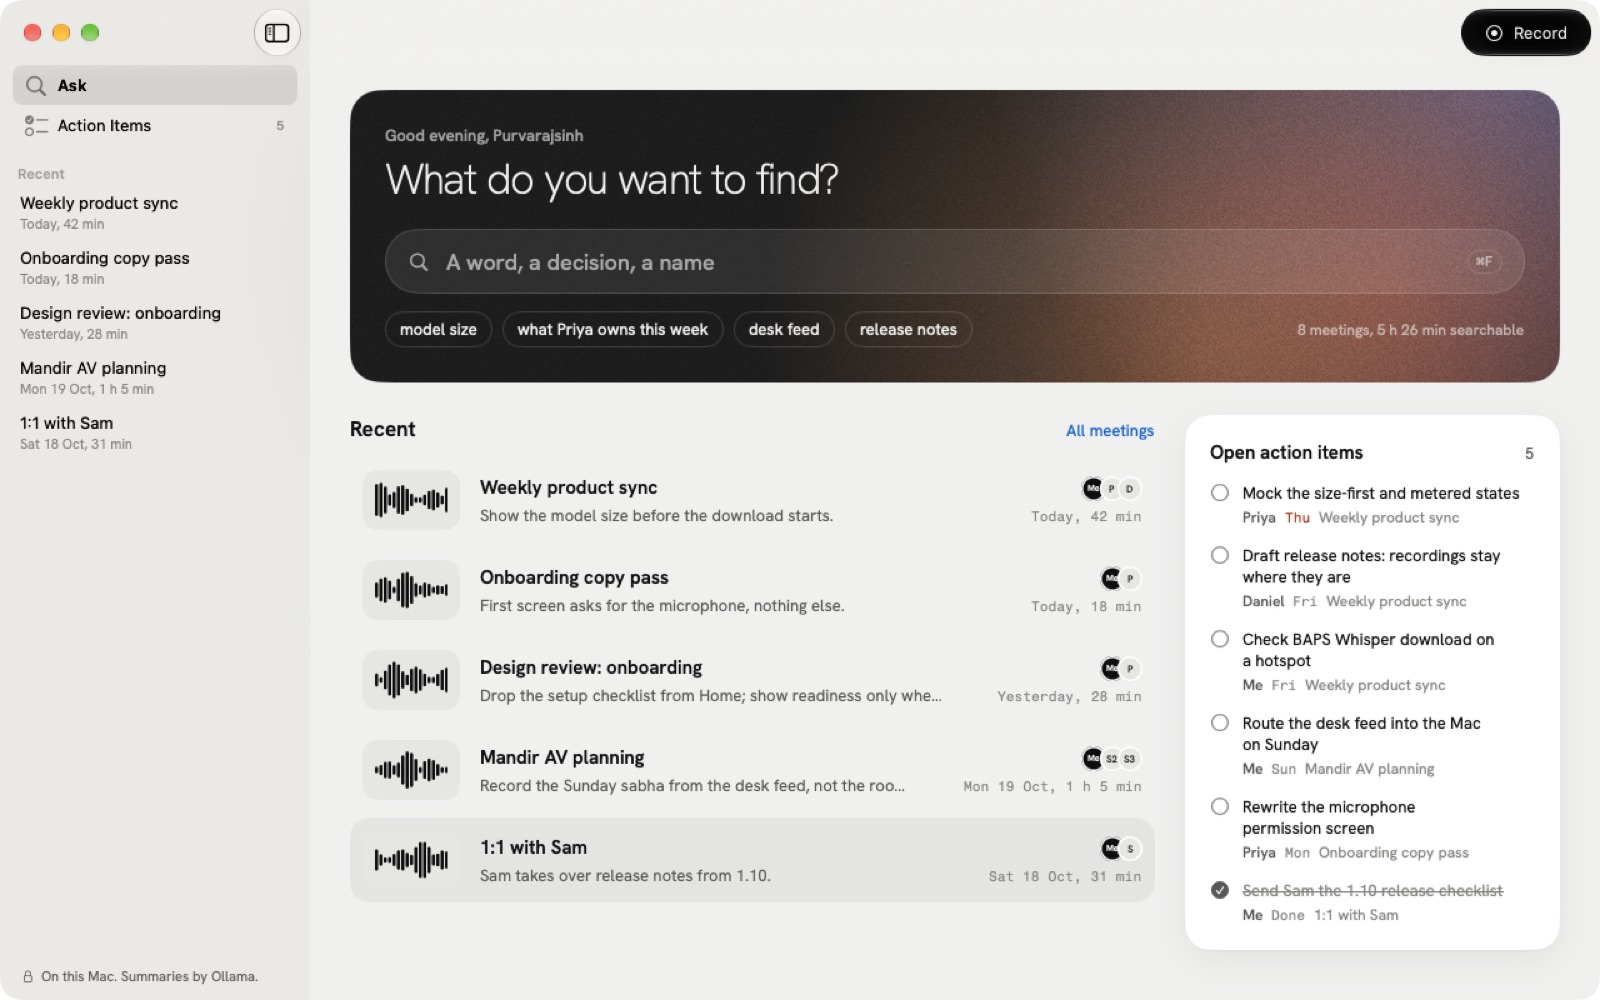 Record
Ask
Action Items 5
Recent
Weekly product sync
Today, 42 min
Onboarding copy pass
Today, 18 min
Design review: onboarding
Yesterday, 28 min
Mandir AV planning
Mon 19 Oct, 1 h 5 min
1:1 with Sam
Sat 18 Oct, 31 min
On this Mac. Summaries by Ollama.
Good evening, Purvarajsinh
What do you want to find?
A word, a decision, a name ⌘F
model size what Priya owns this week desk feed release notes 8 meetings, 5 h 26 min searchable
Recent All meetings
Weekly product sync Me P D
Show the model size before the download starts. Today, 42 min
Onboarding copy pass Me P
First screen asks for the microphone, nothing else. Today, 18 min
Design review: onboarding Me P
Drop the setup checklist from Home; show readiness only whe... Yesterday, 28 min
Mandir AV planning Me S2 S3
Record the Sunday sabha from the desk feed, not the roo... Mon 19 Oct, 1 h 5 min
1:1 with Sam Me S
Sam takes over release notes from 1.10. Sat 18 Oct, 31 min
Open action items 5
Mock the size-first and metered states
Priya Thu Weekly product sync
Draft release notes: recordings stay
where they are
Daniel Fri Weekly product sync
Check BAPS Whisper download on
a hotspot
Me Fri Weekly product sync
Route the desk feed into the Mac
on Sunday
Me Sun Mandir AV planning
Rewrite the microphone
permission screen
Priya Mon Onboarding copy pass
Send Sam the 1.10 release checklist
Me Done 1:1 with Sam